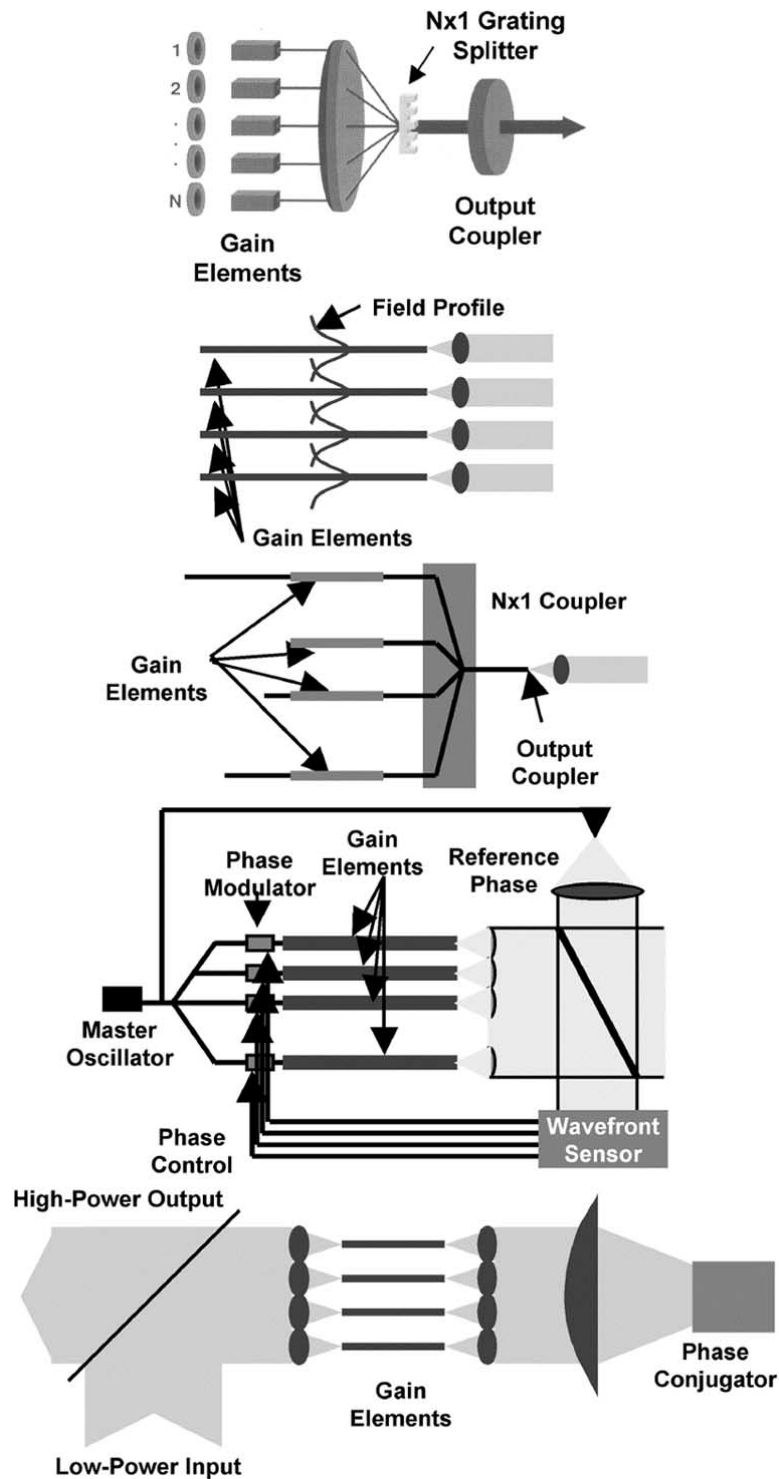 Nx1 Grating
Splitter
1
2
.
.
.
N
Output
Coupler
Gain
Elements
Field Profile
Gain Elements
Nx1 Coupler
Gain
Elements
Output
Coupler
Gain
Elements
Phase
Modulator
Reference
Phase
Master
Oscillator
Phase
Control
Wavefront
Sensor
High-Power Output
Phase
Conjugator
Gain
Elements
Low-Power Input